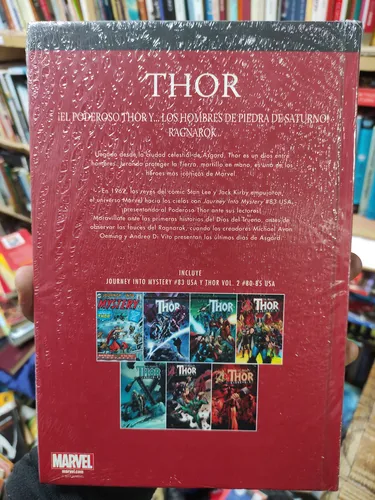 THOR
¡EL PODEROSO THOR Y... LOS HOMBRES DE PIEDRA DE SATURNO!
RAGNAROK
Llegado desde la ciudad celestial de Asgard, Thor es un dios entre
hombres. Jurando proteger la Tierra, martillo en mano, es uno de los
héroes más icónicos de Marvel.
En 1962, los reyes del cómic Stan Lee y Jack Kirby empujaron
el universo Marvel hacia los cielos con Journey Into Mystery #83 USA,
¡presentando al Poderoso Thor ante sus lectores!
Maravíllate ante las primeras historias del Dios del Trueno, antes de
observar las fauces del Ragnarok, cuando los creadores Michael Avon
Oeming y Andrea Di Vito presentan los últimos días de Asgard.
INCLUYE
JOURNEY INTO MYSTERY #83 USA Y THOR VOL. 2 #80-85 USA
MYSTERY
THOR
THOR
THOR
THOR
THOR
THOR
MARVEL
marvel.com